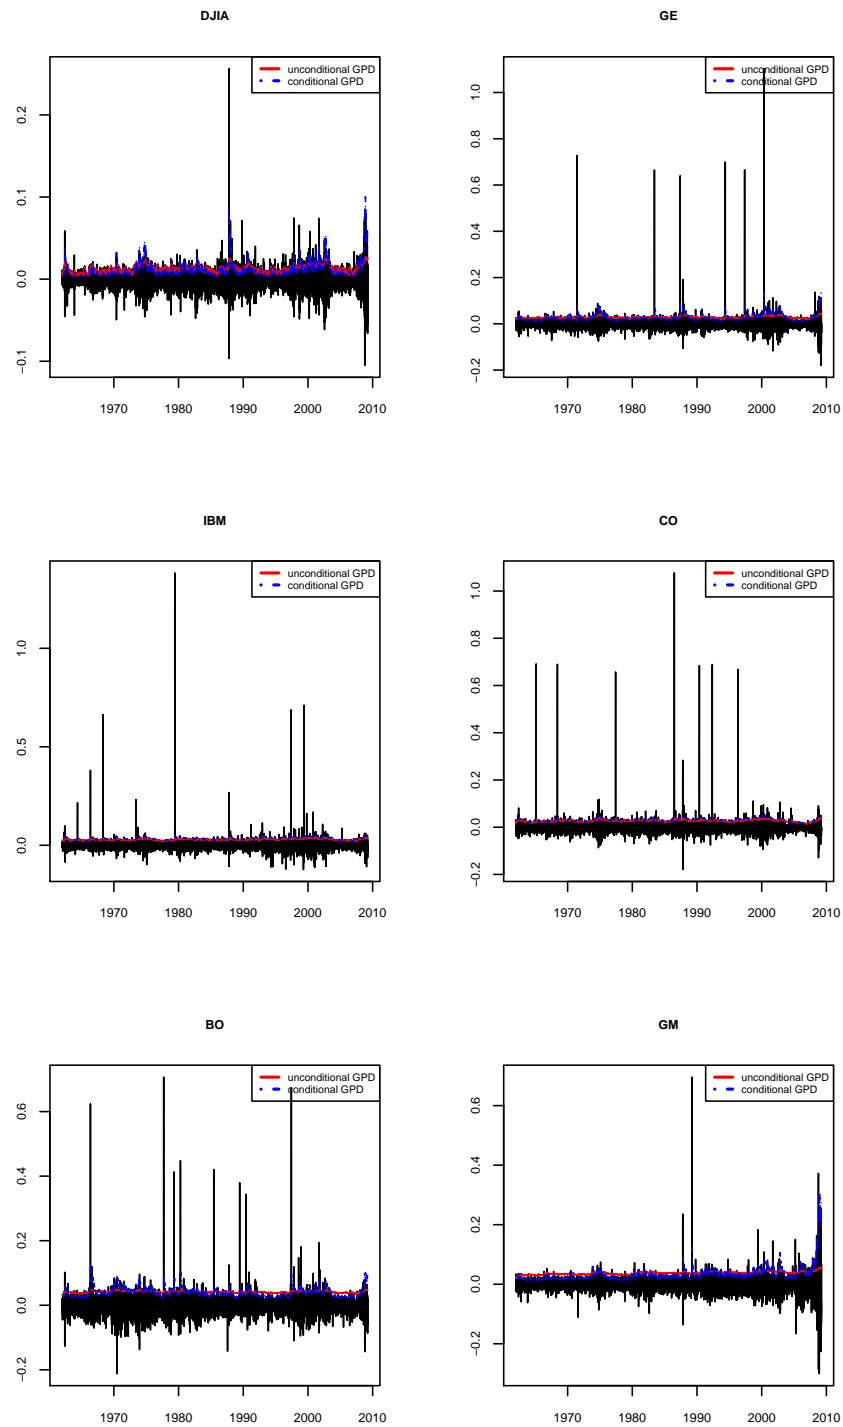 DJIA
unconditional GPD
conditional GPD
0.2
0.1
0.0
−0.1
1970 1980 1990 2000 2010
GE
unconditional GPD
conditional GPD
1.0
0.8
0.6
0.4
0.2
0.0
−0.2
1970 1980 1990 2000 2010
IBM
unconditional GPD
conditional GPD
1.0
0.5
0.0
1970 1980 1990 2000 2010
CO
unconditional GPD
conditional GPD
1.0
0.8
0.6
0.4
0.2
0.0
−0.2
1970 1980 1990 2000 2010
BO
unconditional GPD
conditional GPD
0.6
0.4
0.2
0.0
−0.2
1970 1980 1990 2000 2010
GM
unconditional GPD
conditional GPD
0.6
0.4
0.2
0.0
−0.2
1970 1980 1990 2000 2010